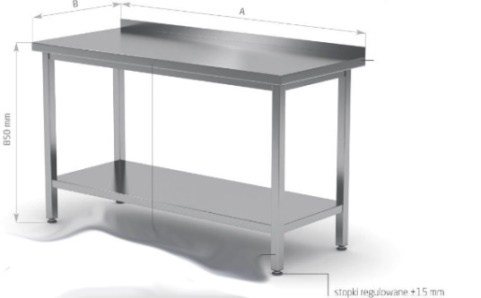 B
A
850 mm
stopki regulowane ±15 mm